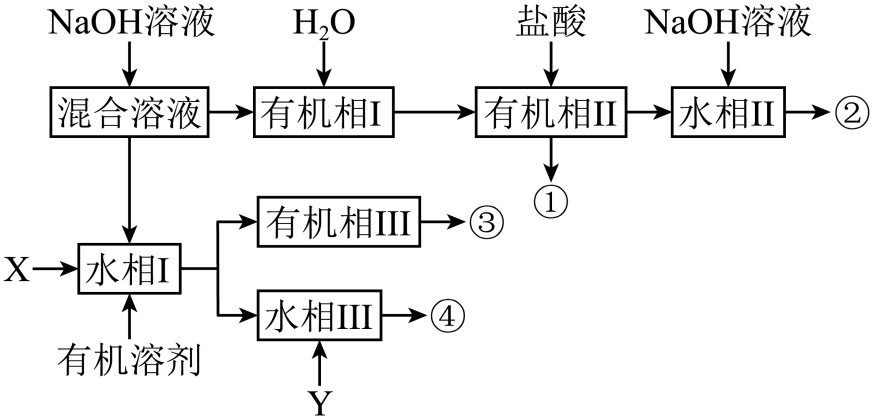 NaOH溶液
H₂O
盐酸
NaOH溶液
混合溶液
有机相I
有机相II
水相II
②
①
有机相III
③
X
水相I
水相III
④
有机溶剂
Y